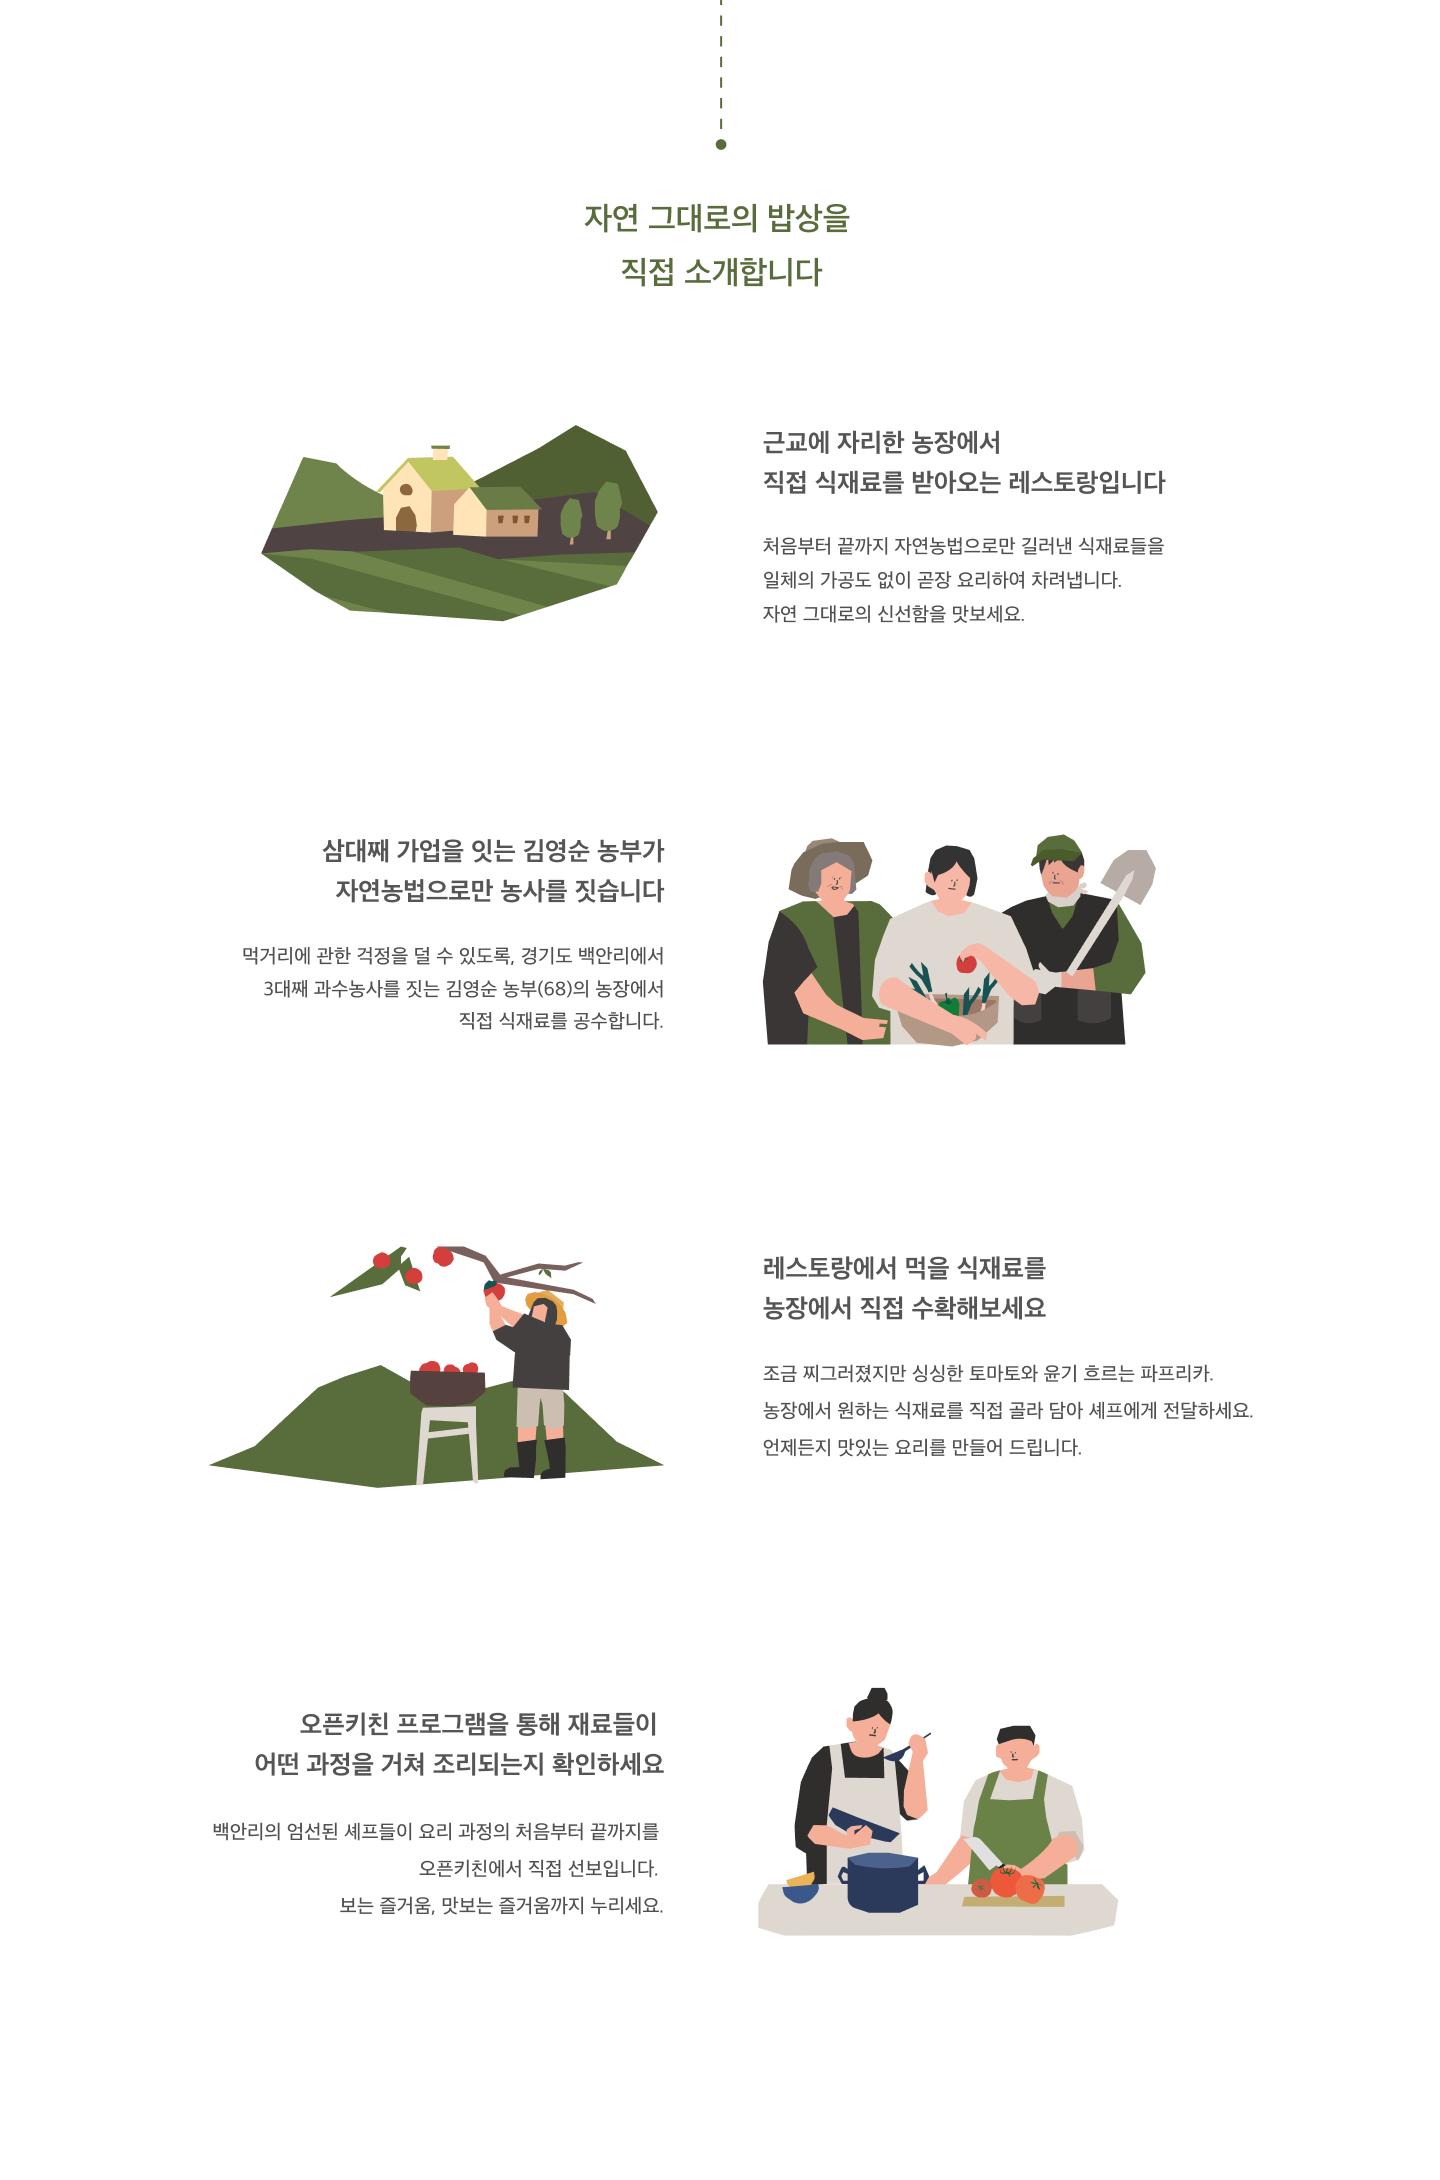 자연 그대로의 밥상을
직접 소개합니다
근교에 자리한 농장에서
직접 식재료를 받아오는 레스토랑입니다
처음부터 끝까지 자연농법으로만 길러낸 식재료들을
일체의 가공도 없이 곧장 요리하여 차려냅니다.
자연 그대로의 신선함을 맛보세요.
삼대째 가업을 잇는 김영순 농부가
자연농법으로만 농사를 짓습니다
먹거리에 관한 걱정을 덜 수 있도록, 경기도 백안리에서
3대째 과수농사를 짓는 김영순 농부(68)의 농장에서
직접 식재료를 공수합니다.
레스토랑에서 먹을 식재료를
농장에서 직접 수확해보세요
조금 찌그러졌지만 싱싱한 토마토와 윤기 흐르는 파프리카.
농장에서 원하는 식재료를 직접 골라 담아 셰프에게 전달하세요.
언제든지 맛있는 요리를 만들어 드립니다.
오픈키친 프로그램을 통해 재료들이
어떤 과정을 거쳐 조리되는지 확인하세요
백안리의 엄선된 셰프들이 요리 과정의 처음부터 끝까지를
오픈키친에서 직접 선보입니다.
보는 즐거움, 맛보는 즐거움까지 누리세요.